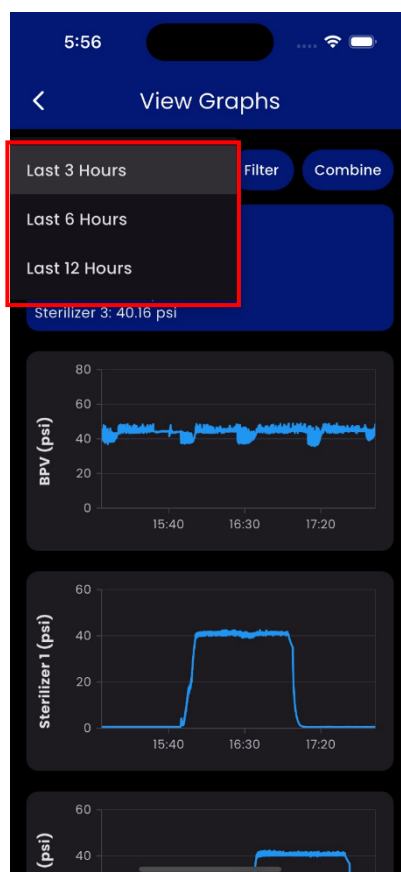 5:56
View Graphs
Last 3 Hours
Filter
Combine
Last 6 Hours
Last 12 Hours
Sterilizer 3: 40.16 psi
80
60
40
20
0
BPV (psi)
15:40 16:30 17:20
60
40
20
0
Sterilizer 1 (psi)
15:40 16:30 17:20
60
40
(psi)